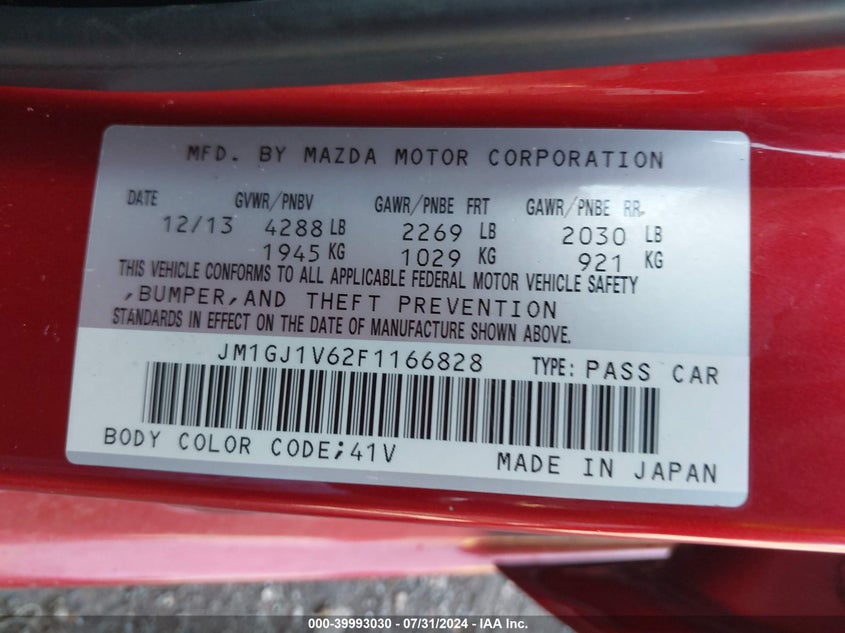 MFD. BY MAZDA MOTOR CORPORATION
DATE GVWR/PNBV GAWR/PNBE FRT GAWR/PNBE RR.
12/13 4288 LB 2269 LB 2030 LB
1945 KG 1029 KG 921 KG
THIS VEHICLE CONFORMS TO ALL APPLICABLE FEDERAL MOTOR VEHICLE SAFETY
,BUMPER,AND THEFT PREVENTION
STANDARDS IN EFFECT ON THE DATE OF MANUFACTURE SHOWN ABOVE.
JM1GJ1V62F1166828 TYPE: PASS CAR
BODY COLOR CODE;41V
MADE IN JAPAN
000-39993030 / 07/31/2024 - IAA Inc.